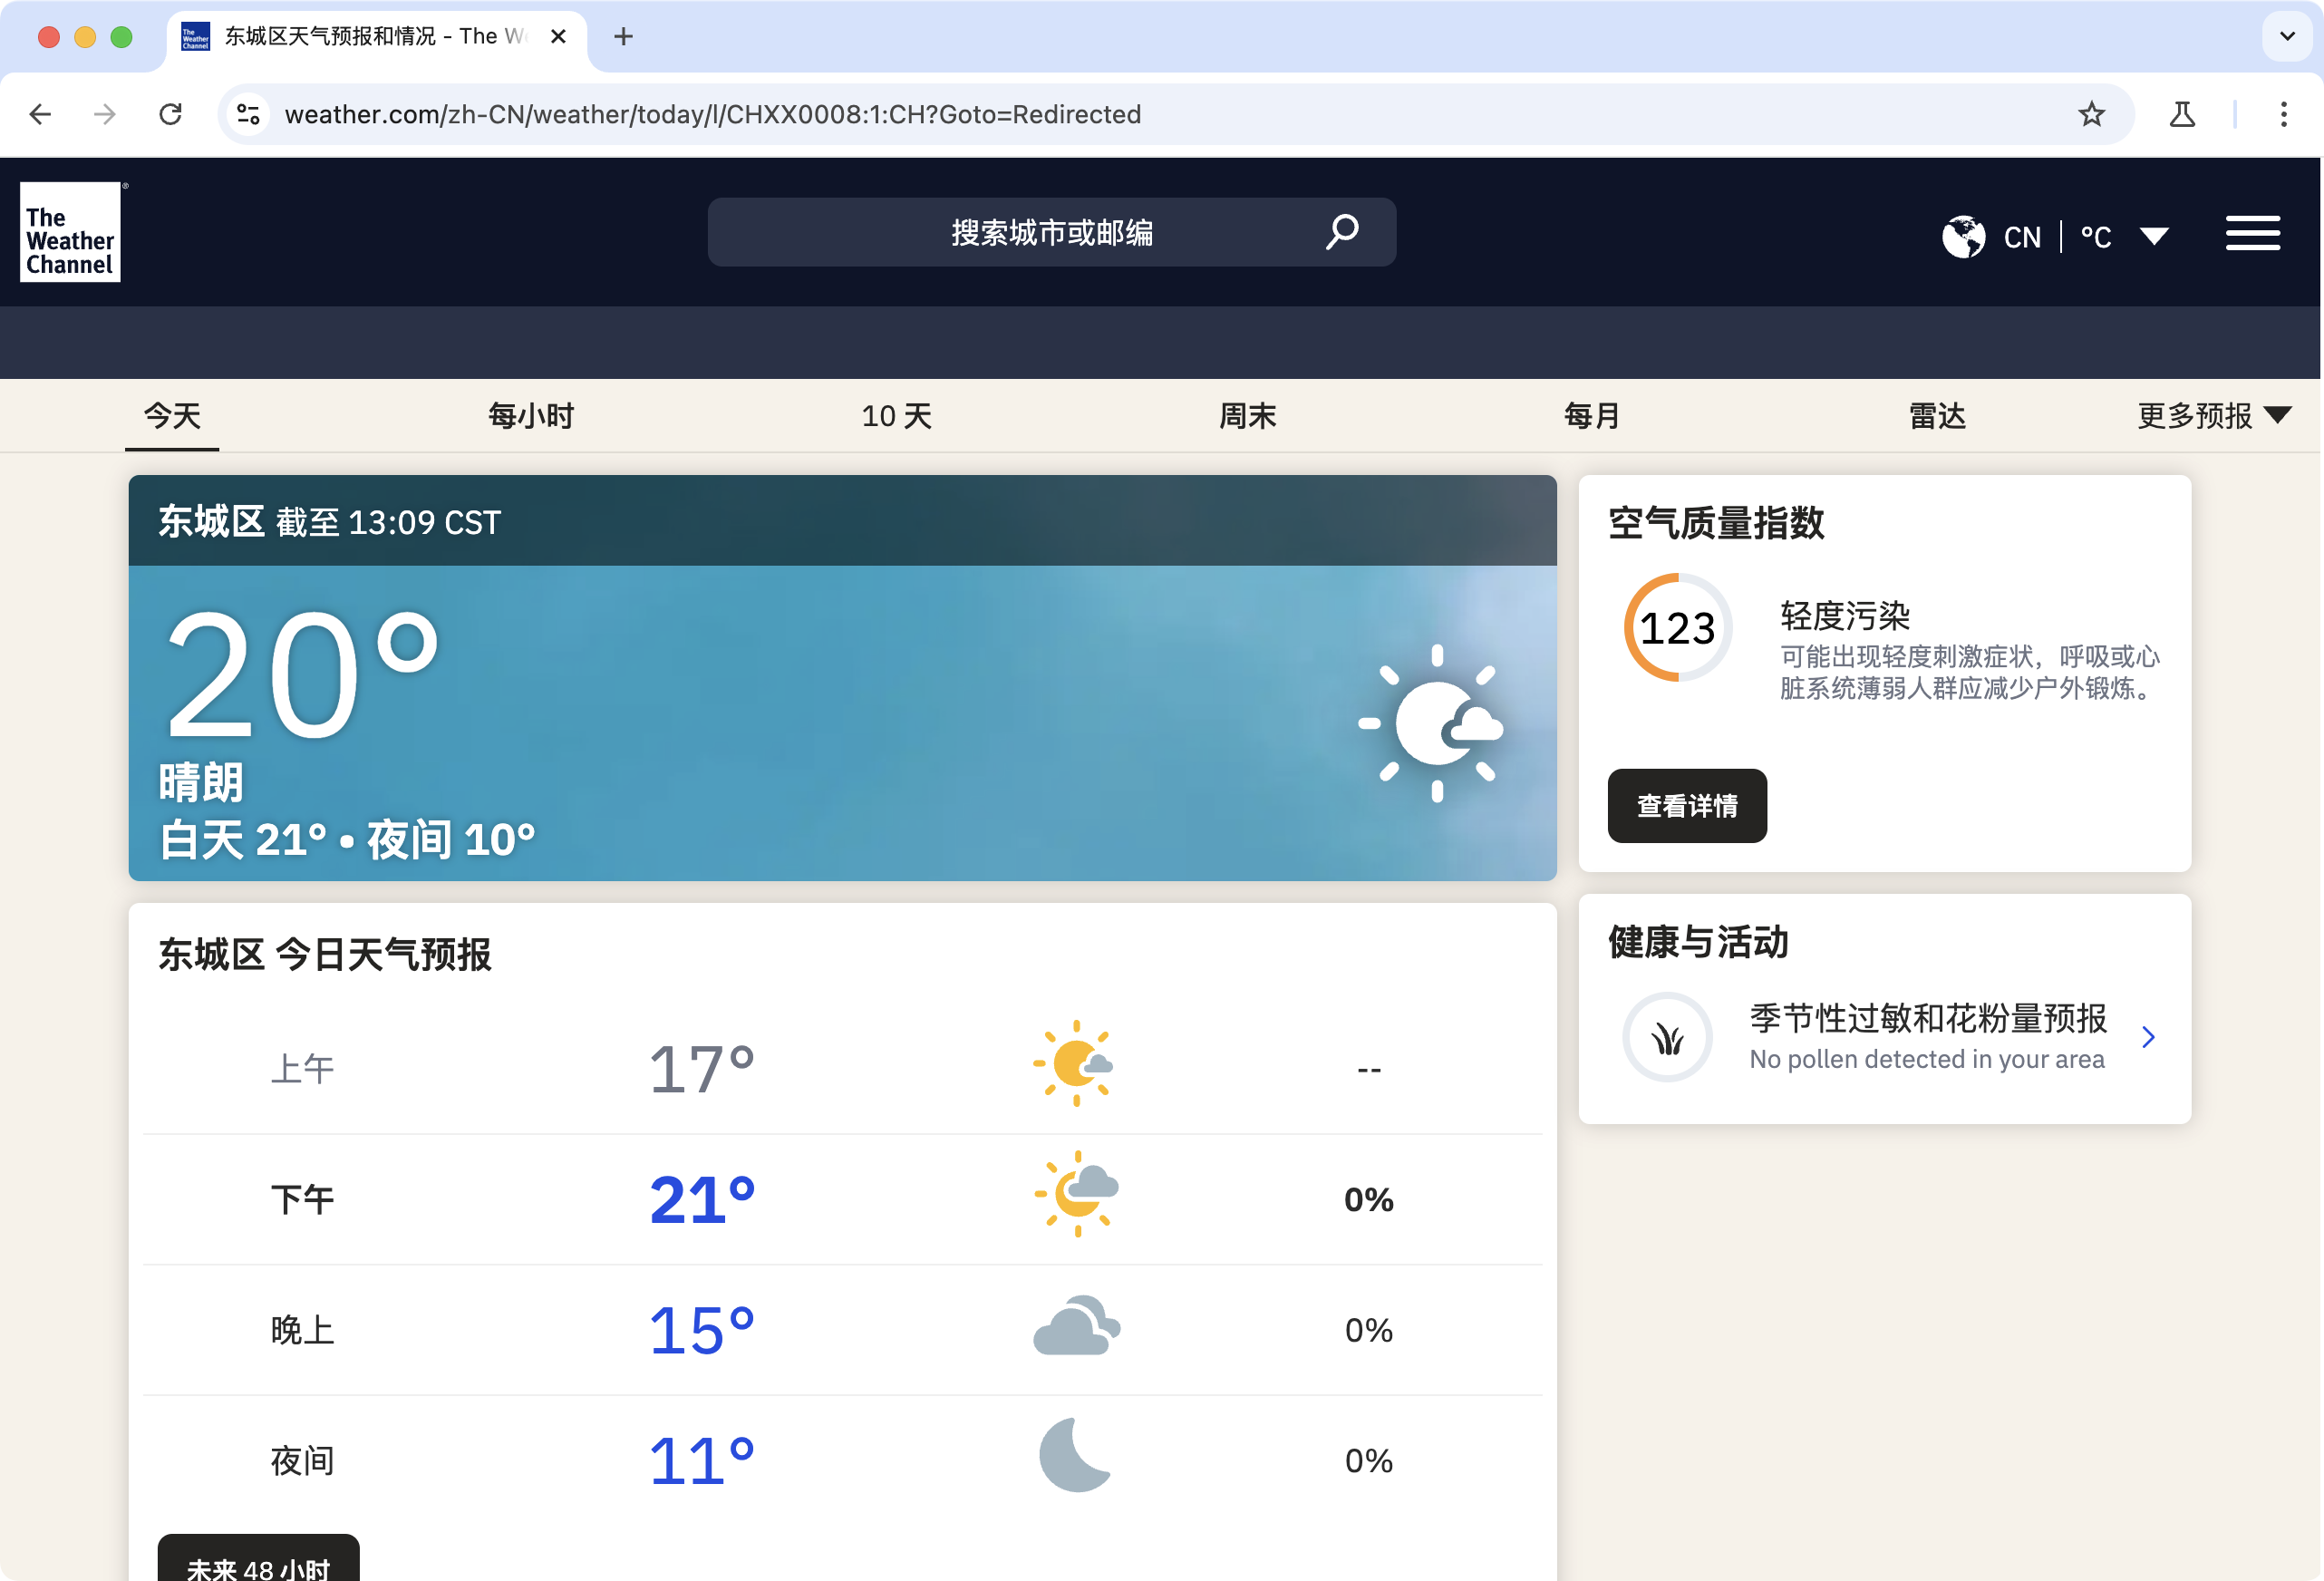 东城区天气预报和情况 - The W
weather.com/zh-CN/weather/today/l/CHXX0008:1:CH?Goto=Redirected
The
Weather
Channel
搜索城市或邮编
CN
°C
今天
每小时
10 天
周末
每月
雷达
更多预报
东城区 截至 13:09 CST
20°
晴朗
白天 21° • 夜间 10°
空气质量指数
123
轻度污染
可能出现轻度刺激症状，呼吸或心
脏系统薄弱人群应减少户外锻炼。
查看详情
东城区 今日天气预报
上午 17° --
下午 21° 0%
晚上 15° 0%
夜间 11° 0%
未来 48 小时
健康与活动
季节性过敏和花粉量预报
No pollen detected in your area